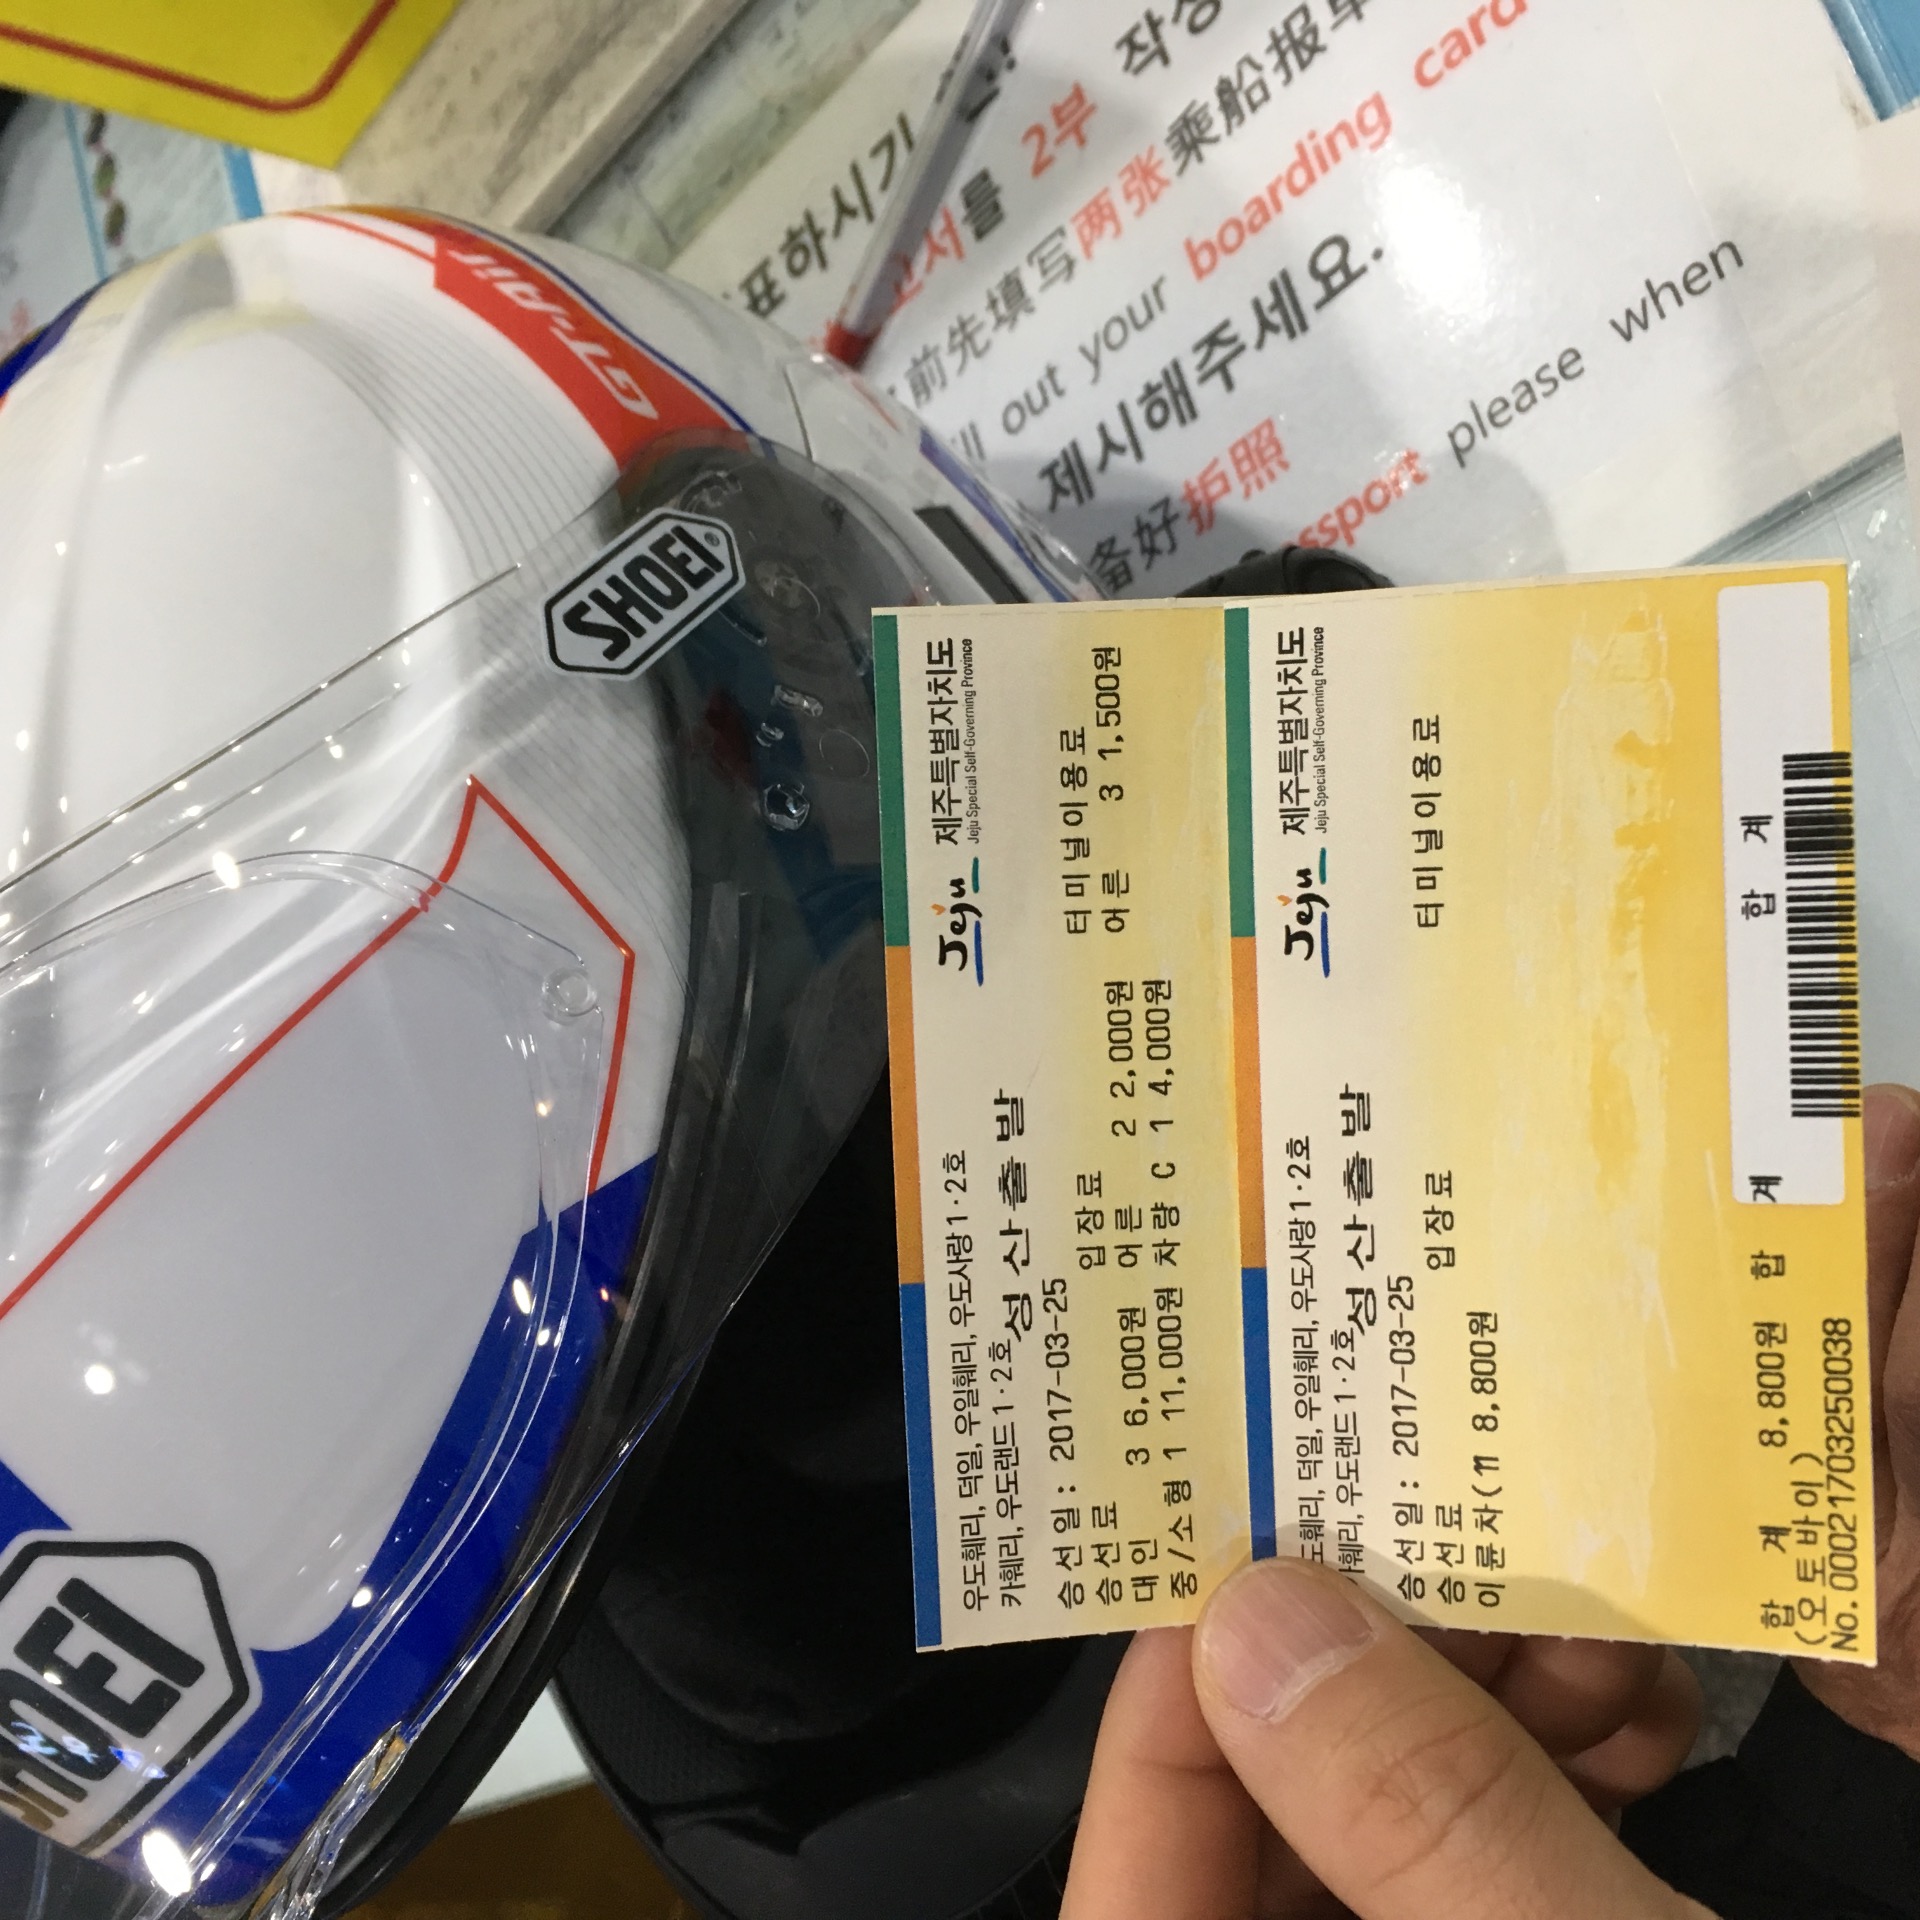 SHOEI
GT-Air
표하시기 전!
고서를 2부 작성
前先填写两张乘船报单
out your boarding card
제시해주세요.
备好护照
please when
Jeju 제주특별자치도
Jeju Special Self-Governing Province
우도훼리, 덕일, 우일훼리, 우도사랑1·2호
카훼리, 우도랜드1·2호 성산출발
승선일: 2017-03-25
승선료 입장료 터미널이용료
대인 3 6,000원 어른 2 2,000원 어른 3 1,500원
중/소형 1 11,000원 차량 C 1 4,000원
Jeju 제주특별자치도
Jeju Special Self-Governing Province
도훼리, 덕일, 우일훼리, 우도사랑1·2호
훼리, 우도랜드1·2호 성산출발
승선일: 2017-03-25
승선료 입장료 터미널이용료
이륜차(11 8,800원
합 계 8,800원 합 계 합 계
(오토바이)
No.0002170325​0038
SHOEI